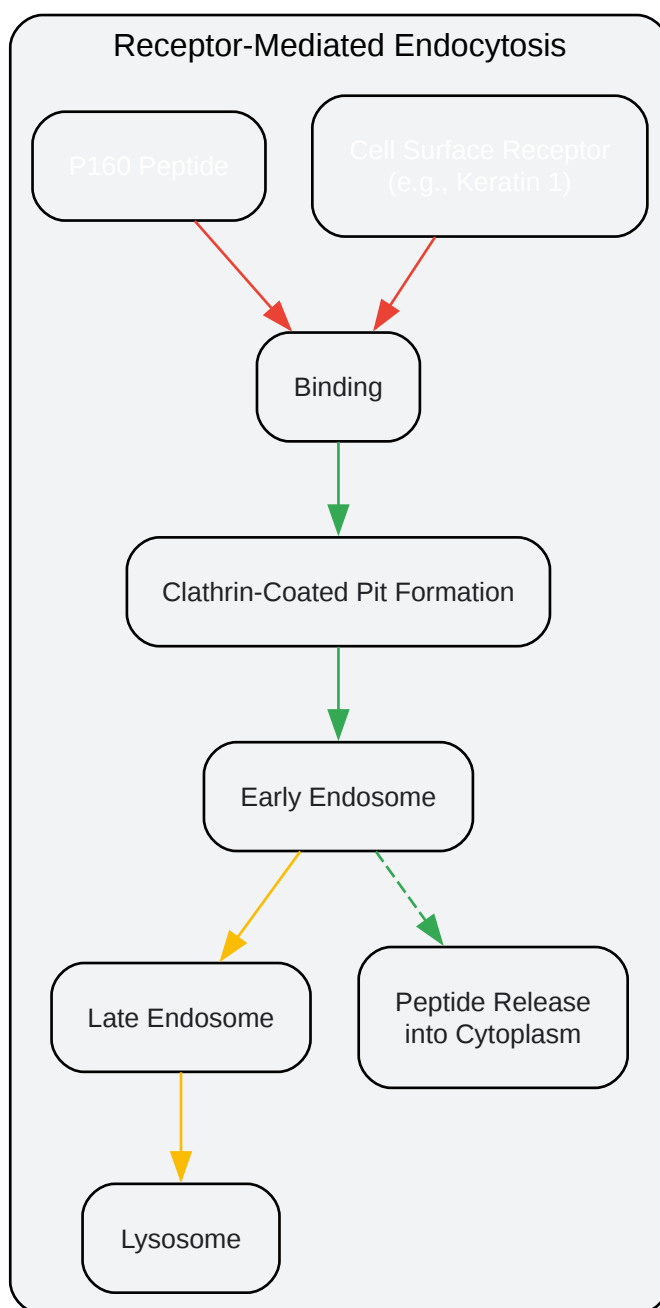 Receptor-Mediated Endocytosis
P160 Peptide
Cell Surface Receptor
(e.g., Keratin 1)
Binding
Clathrin-Coated Pit Formation
Early Endosome
Late Endosome
Peptide Release
into Cytoplasm
Lysosome